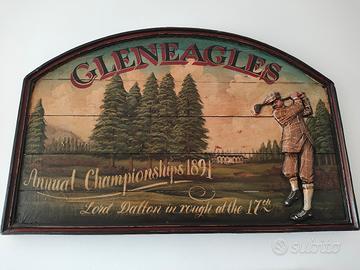 GLENEAGLES
Annual Championships 1891
Lord Dalton in rough at the 17th
subito